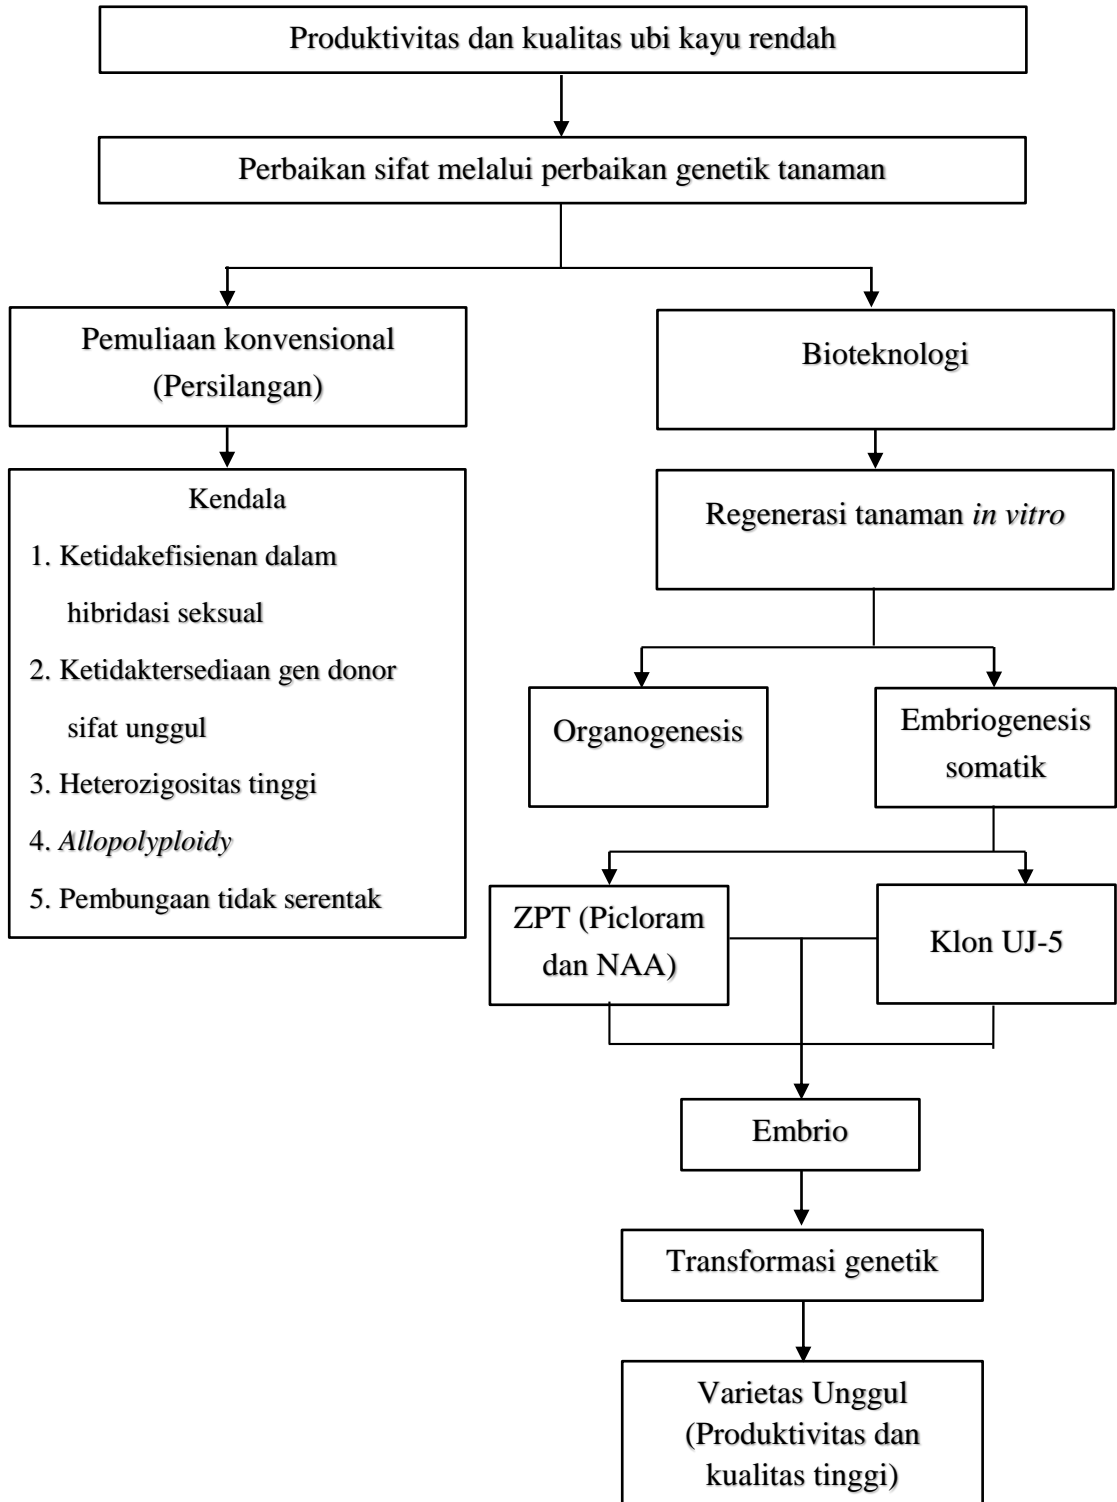 Produktivitas dan kualitas ubi kayu rendah
Perbaikan sifat melalui perbaikan genetik tanaman
Pemuliaan konvensional
(Persilangan)
Bioteknologi
Kendala
1. Ketidakefisienan dalam
hibridasi seksual
2. Ketidaktersediaan gen donor
sifat unggul
3. Heterozigositas tinggi
4. Allopolyploidy
5. Pembungaan tidak serentak
Regenerasi tanaman in vitro
Organogenesis
Embriogenesis
somatik
ZPT (Picloram
dan NAA)
Klon UJ-5
Embrio
Transformasi genetik
Varietas Unggul
(Produktivitas dan
kualitas tinggi)